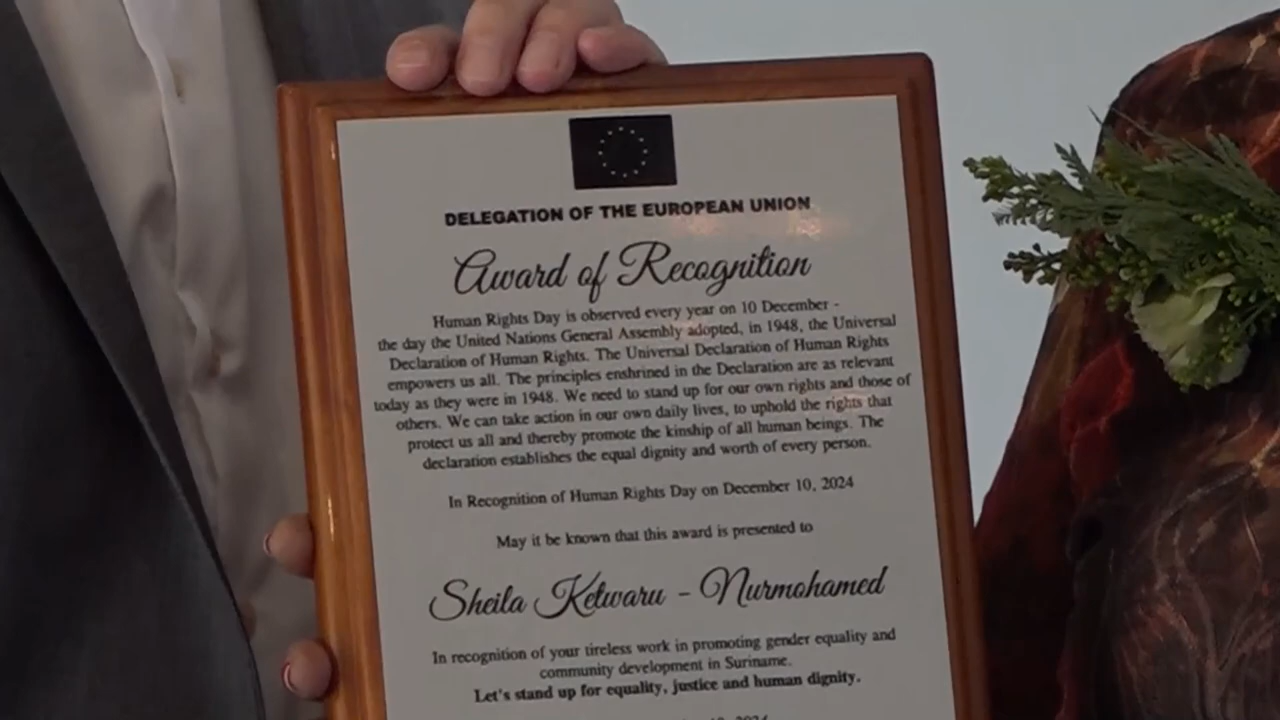 DELEGATION OF THE EUROPEAN UNION
Award of Recognition
Human Rights Day is observed every year on 10 December -
the day the United Nations General Assembly adopted, in 1948, the Universal
Declaration of Human Rights. The Universal Declaration of Human Rights
empowers us all. The principles enshrined in the Declaration are as relevant
today as they were in 1948. We need to stand up for our own rights and those of
others. We can take action in our own daily lives, to uphold the rights that
protect us all and thereby promote the kinship of all human beings. The
declaration establishes the equal dignity and worth of every person.
In Recognition of Human Rights Day on December 10, 2024
May it be known that this award is presented to
Sheila Ketwaru - Nurmohamed
In recognition of your tireless work in promoting gender equality and
community development in Suriname.
Let's stand up for equality, justice and human dignity.